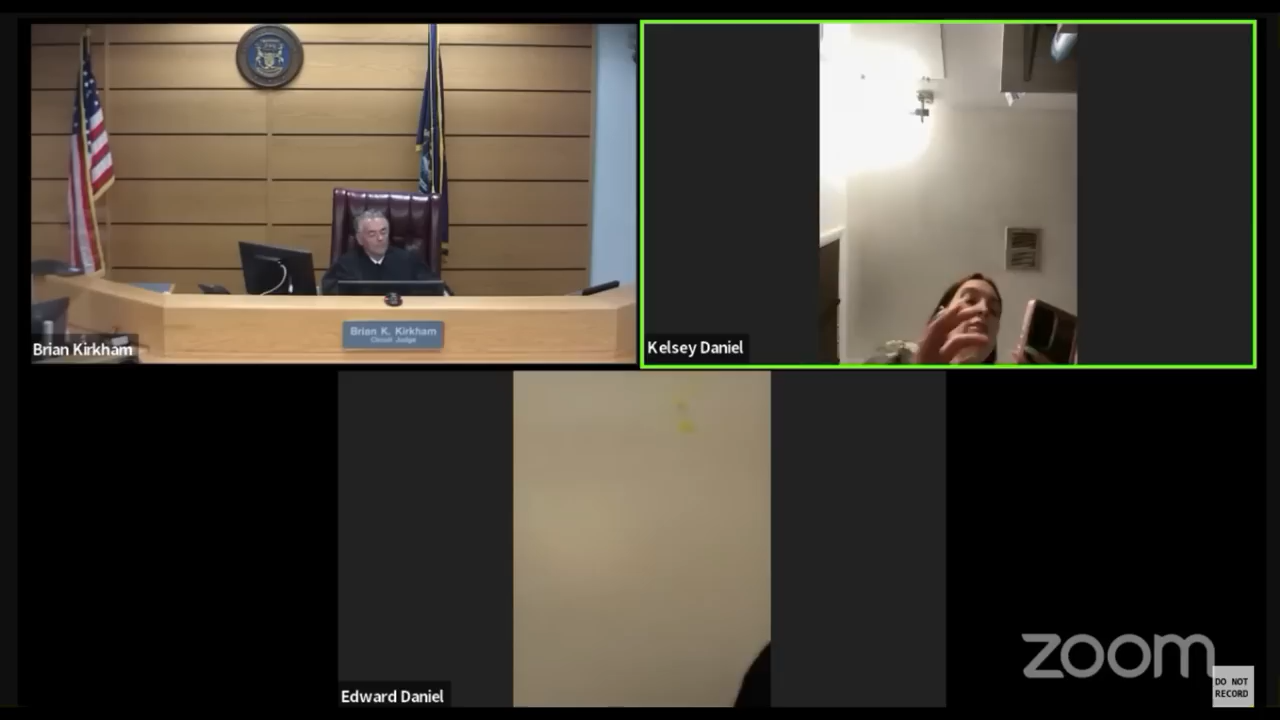 Brian K. Kirkham
Circuit Judge
Brian Kirkham
Kelsey Daniel
Edward Daniel
zoom
DO NOT
RECORD